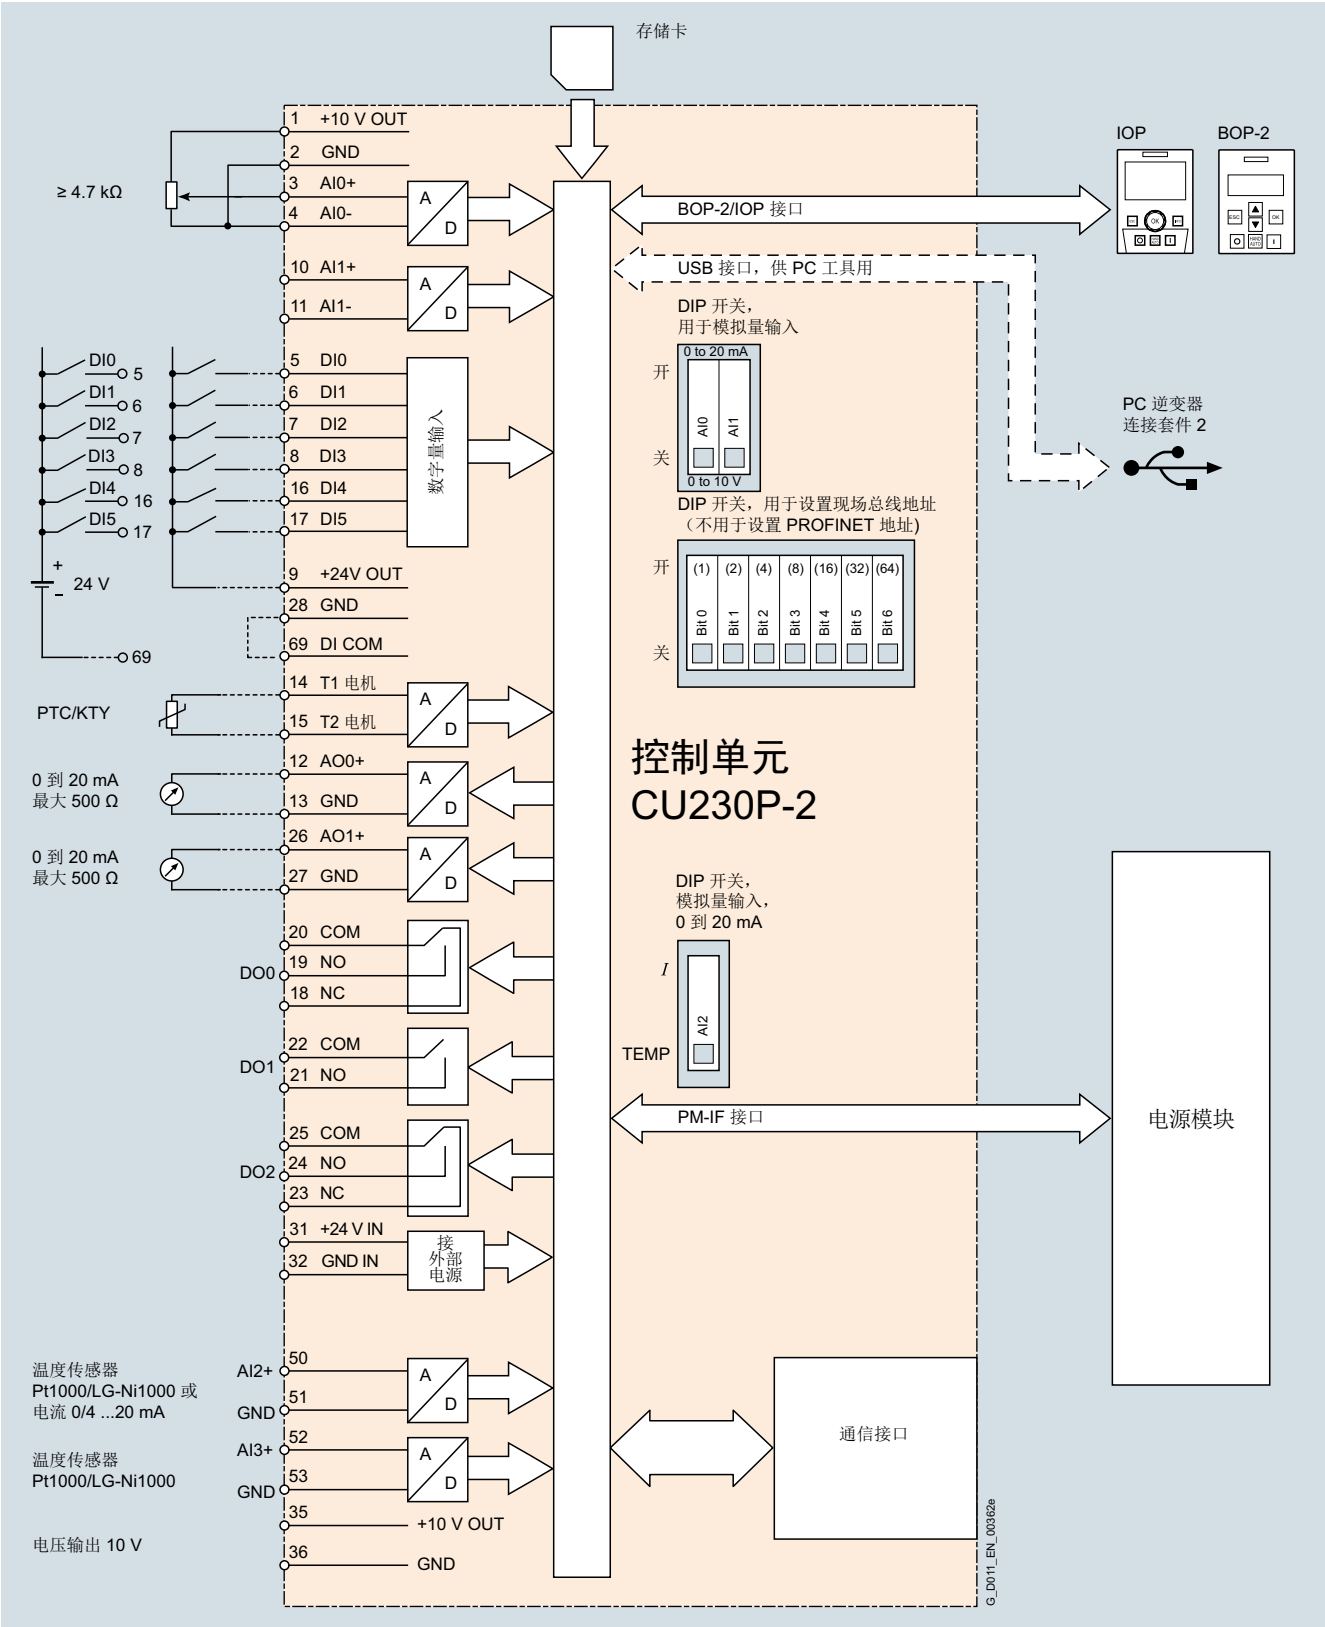 存储卡
1 +10 V OUT
2 GND
3 AI0+
4 AI0-
≥ 4.7 kΩ
A
D
10 AI1+
11 AI1-
A
D
DI0
5
DI1
6
DI2
7
DI3
8
DI4
16
DI5
17
+
24 V
–
69
5 DI0
6 DI1
7 DI2
8 DI3
16 DI4
17 DI5
数字量输入
9 +24V OUT
28 GND
69 DI COM
PTC/KTY
14 T1 电机
15 T2 电机
A
D
0 到 20 mA
最大 500 Ω
12 AO0+
13 GND
A
D
0 到 20 mA
最大 500 Ω
26 AO1+
27 GND
A
D
DO0
20 COM
19 NO
18 NC
DO1
22 COM
21 NO
DO2
25 COM
24 NO
23 NC
31 +24 V IN
32 GND IN
接
外部
电源
温度传感器
Pt1000/LG-Ni1000 或
电流 0/4 ...20 mA
AI2+
50
GND
51
A
D
温度传感器
Pt1000/LG-Ni1000
AI3+
52
GND
53
A
D
电压输出 10 V
35
+10 V OUT
36
GND
BOP-2/IOP 接口
IOP
OK
BOP-2
ESC
OK
HAND
AUTO
USB 接口，供 PC 工具用
PC 逆变器
连接套件 2
DIP 开关，
用于模拟量输入
0 to 20 mA
开
AI0
AI1
关
0 to 10 V
DIP 开关，用于设置现场总线地址
（不用于设置 PROFINET 地址)
开
(1) (2) (4) (8) (16) (32) (64)
Bit 0 Bit 1 Bit 2 Bit 3 Bit 4 Bit 5 Bit 6
关
控制单元
CU230P-2
DIP 开关，
模拟量输入，
0 到 20 mA
I
AI2
TEMP
PM-IF 接口
电源模块
通信接口
G_D011_EN_00362e